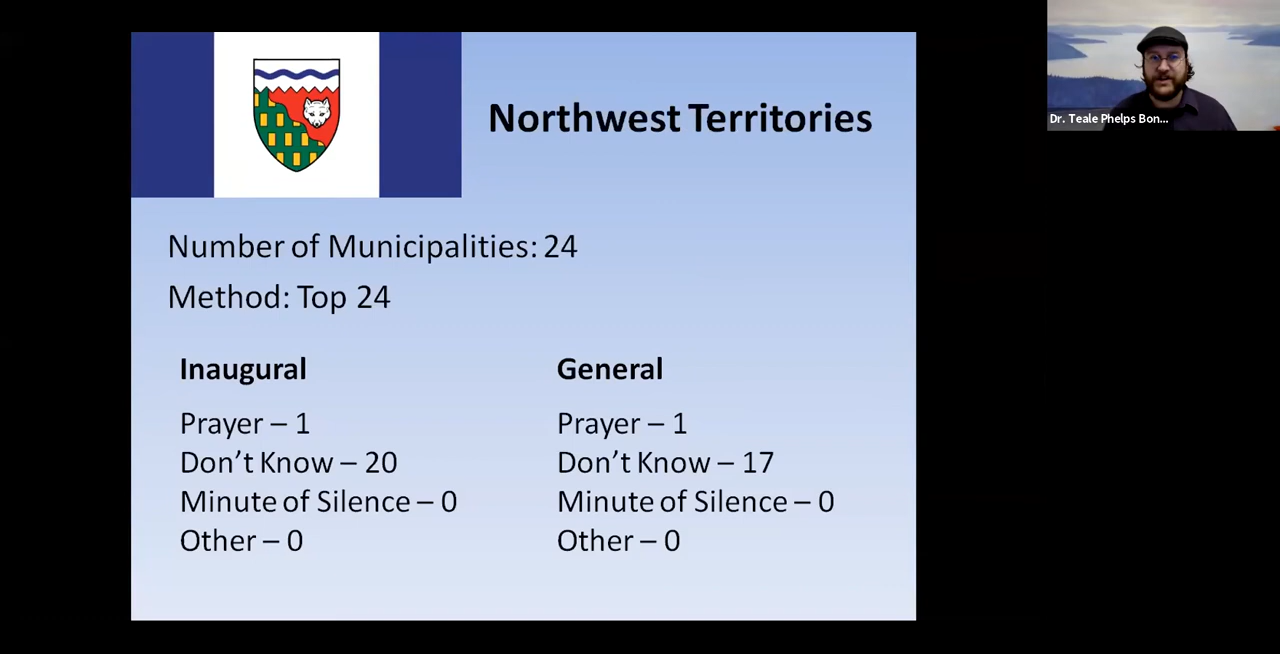 Northwest Territories
Dr. Teale Phelps Bon...
Number of Municipalities: 24
Method: Top 24
Inaugural
Prayer – 1
Don't Know – 20
Minute of Silence – 0
Other – 0
General
Prayer – 1
Don't Know – 17
Minute of Silence – 0
Other – 0